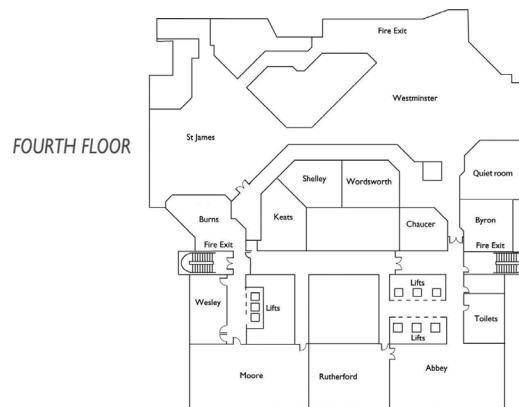 Fire Exit
Westminster
St James
FOURTH FLOOR
Shelley
Wordsworth
Quiet room
Keats
Burns
Chaucer
Byron
Fire Exit
Fire Exit
Lifts
Wesley
Lifts
Toilets
Lifts
Moore
Rutherford
Abbey